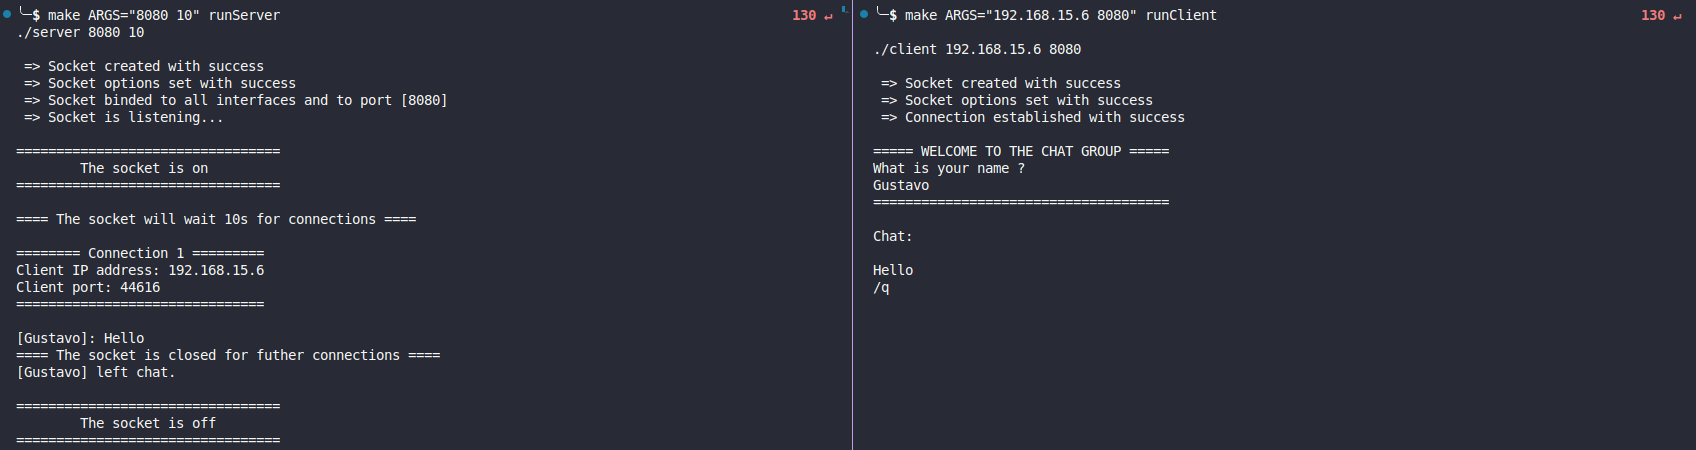 ╰─$ make ARGS="8080 10" runServer 130 ↵
./server 8080 10
=> Socket created with success
=> Socket options set with success
=> Socket binded to all interfaces and to port [8080]
=> Socket is listening...
=================================
The socket is on
=================================
==== The socket will wait 10s for connections ====
======== Connection 1 =========
Client IP address: 192.168.15.6
Client port: 44616
===============================
[Gustavo]: Hello
==== The socket is closed for futher connections ====
[Gustavo] left chat.
=================================
The socket is off
=================================
╰─$ make ARGS="192.168.15.6 8080" runClient 130 ↵
./client 192.168.15.6 8080
=> Socket created with success
=> Socket options set with success
=> Connection established with success
===== WELCOME TO THE CHAT GROUP =====
What is your name ?
Gustavo
=====================================
Chat:
Hello
/q